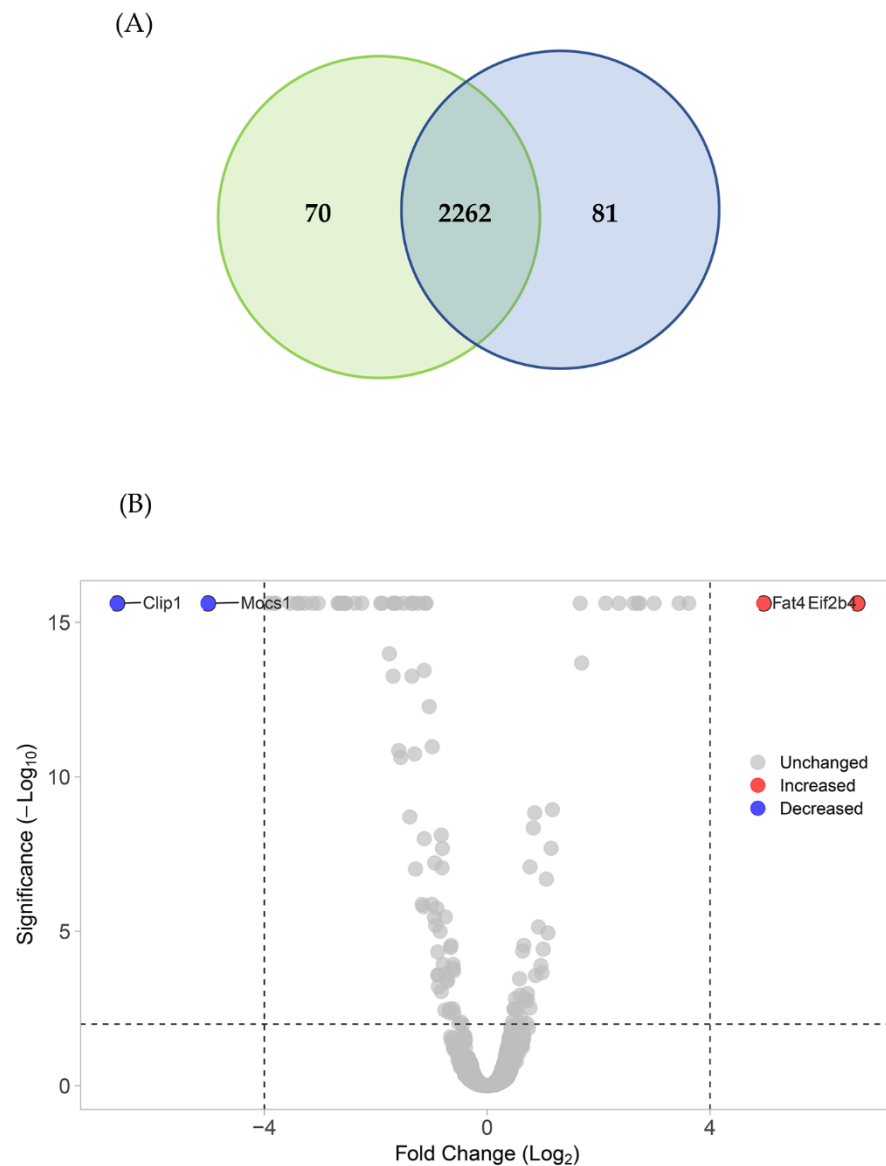 (A)
70 2262 81
(B)
Clip1 Mocs1 Fat4 Eif2b4
15
10
5
0
Significance (−Log10)
Unchanged
Increased
Decreased
−4 0 4
Fold Change (Log2)